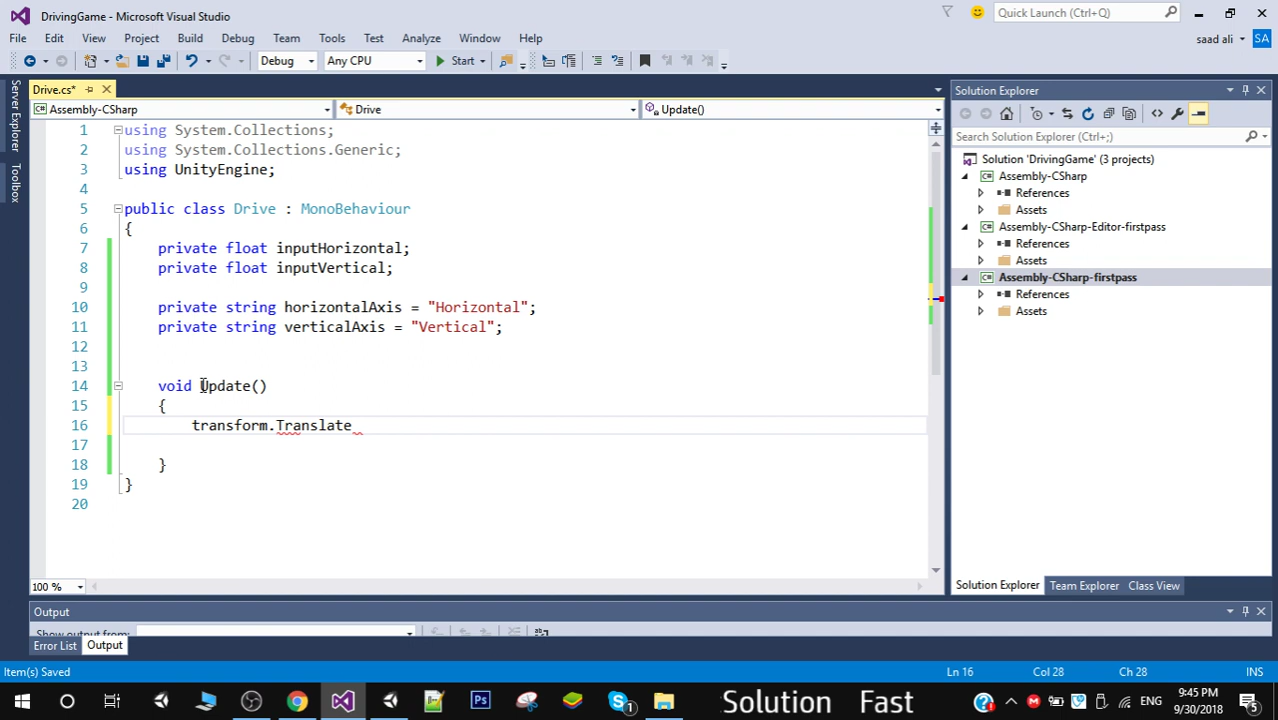 DrivingGame - Microsoft Visual Studio
Quick Launch (Ctrl+Q)
File Edit View Project Build Debug Team Tools Test Analyze Window Help
saad ali SA
Debug Any CPU Start
Server Explorer
Toolbox
Drive.cs*
Assembly-CSharp Drive Update()
1 using System.Collections;
2 using System.Collections.Generic;
3 using UnityEngine;
4
5 public class Drive : MonoBehaviour
6 {
7 private float inputHorizontal;
8 private float inputVertical;
9
10 private string horizontalAxis = "Horizontal";
11 private string verticalAxis = "Vertical";
12
13
14 void Update()
15 {
16 transform.Translate
17
18 }
19 }
20
100 %
Solution Explorer
Search Solution Explorer (Ctrl+;)
Solution 'DrivingGame' (3 projects)
Assembly-CSharp
References
Assets
Assembly-CSharp-Editor-firstpass
References
Assets
Assembly-CSharp-firstpass
References
Assets
Solution Explorer Team Explorer Class View
Output
Show output from:
Error List Output
Item(s) Saved Ln 16 Col 28 Ch 28 INS
Solution Fast
ENG
9:45 PM
9/30/2018